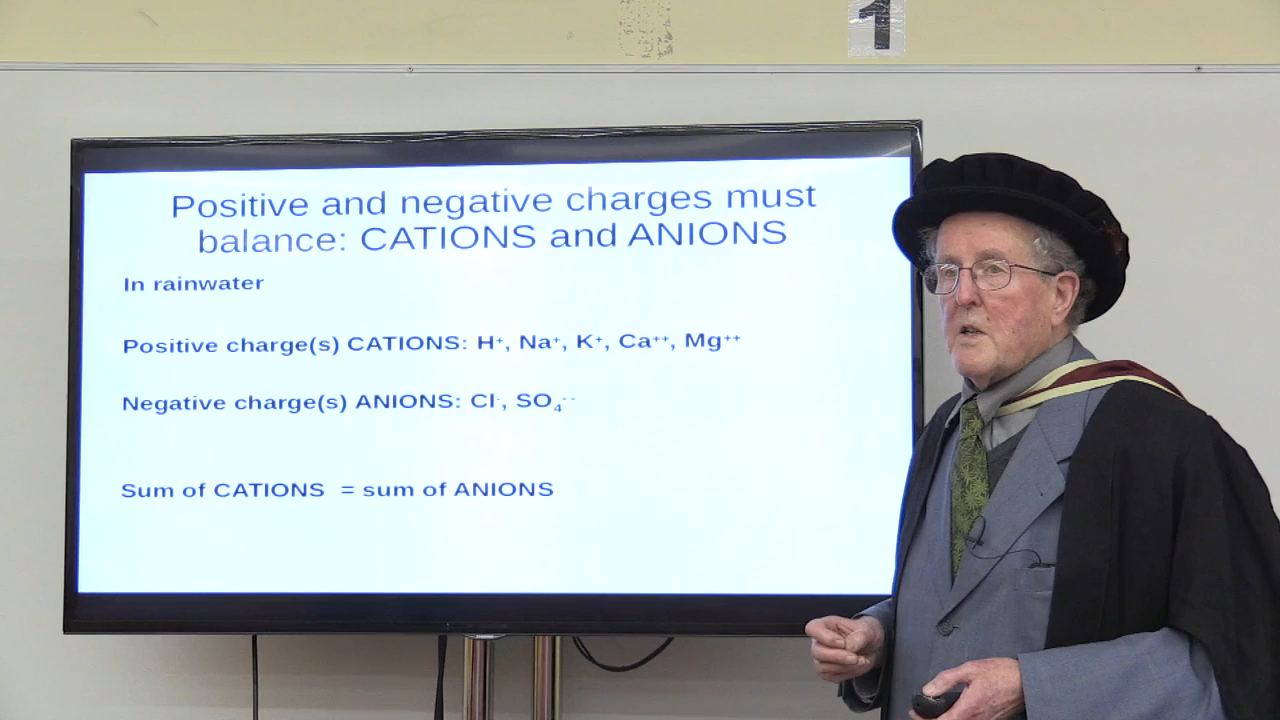 1
Positive and negative charges must
balance: CATIONS and ANIONS
In rainwater
Positive charge(s) CATIONS: H⁺, Na⁺, K⁺, Ca⁺⁺, Mg⁺⁺
Negative charge(s) ANIONS: Cl⁻, SO₄⁻⁻
Sum of CATIONS = sum of ANIONS